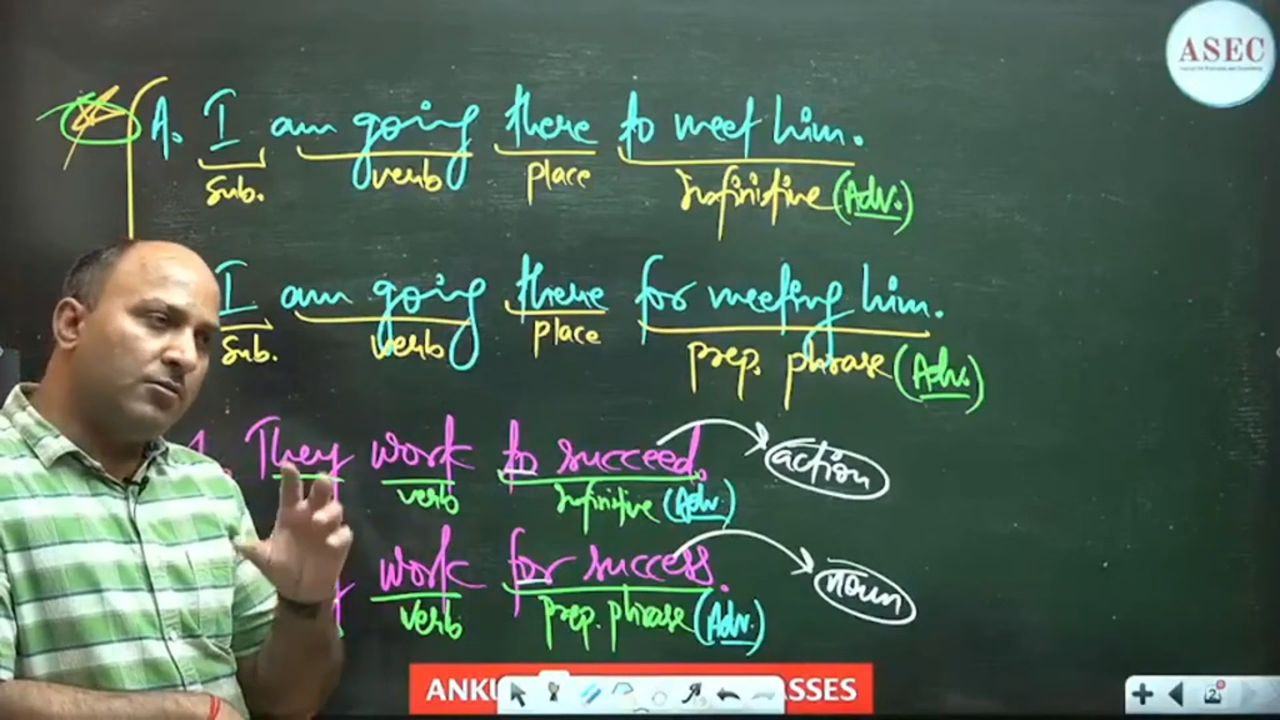 ASEC
A. I am going there to meet him.
sub. verb place Infinitive (Adv.)
I am going there for meeting him.
sub. verb place prep. phrase (Adv.)
They work to succeed. action
verb Infinitive (Adv.)
work for success. noun
verb prep. phrase (Adv.)
ANKU SSES
2